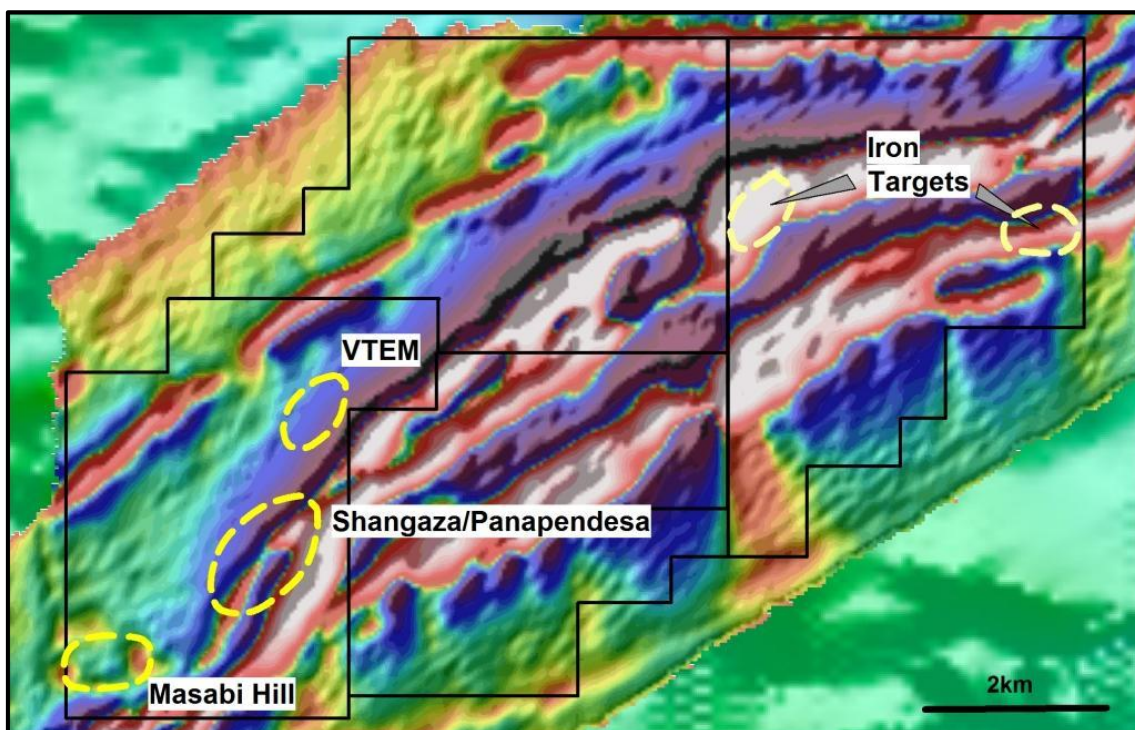 Iron
Targets
VTEM
Shangaza/Panapendesa
Masabi Hill
2km